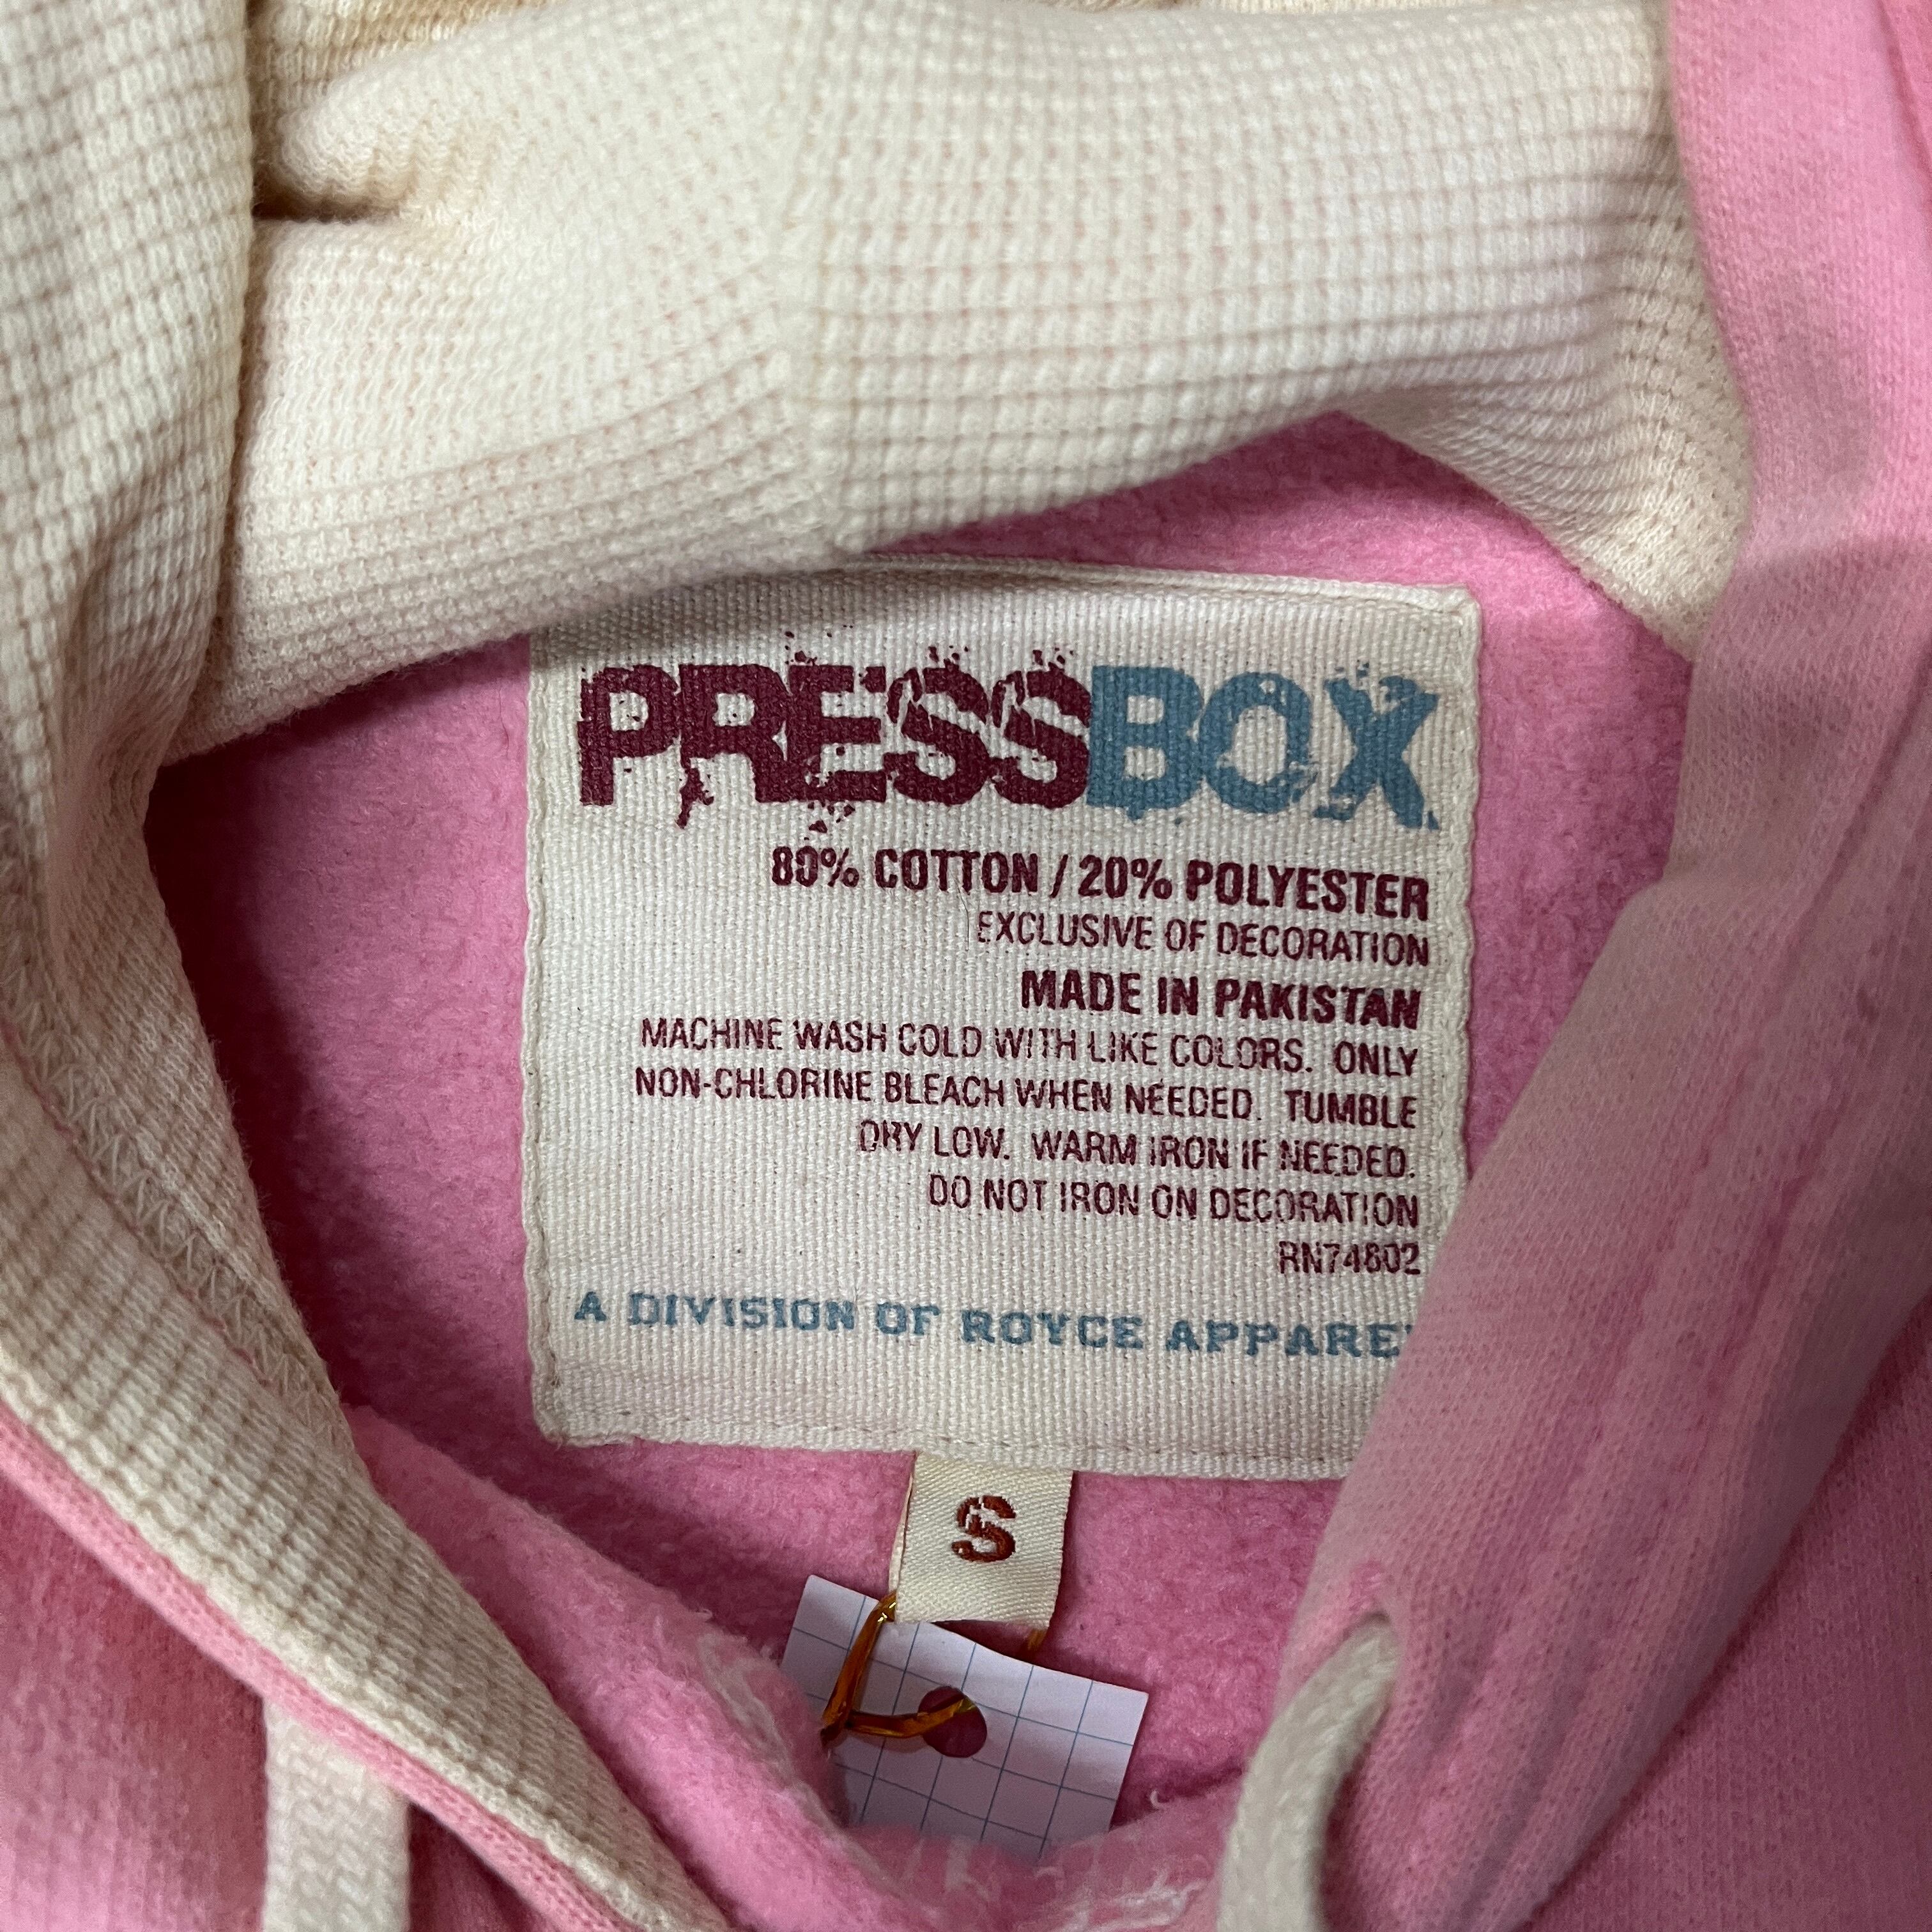 PRESSBOX
80% COTTON / 20% POLYESTER
EXCLUSIVE OF DECORATION
MADE IN PAKISTAN
MACHINE WASH COLD WITH LIKE COLORS. ONLY
NON-CHLORINE BLEACH WHEN NEEDED. TUMBLE
DRY LOW. WARM IRON IF NEEDED.
DO NOT IRON ON DECORATION
RN74802
A DIVISION OF ROYCE APPAREL
S